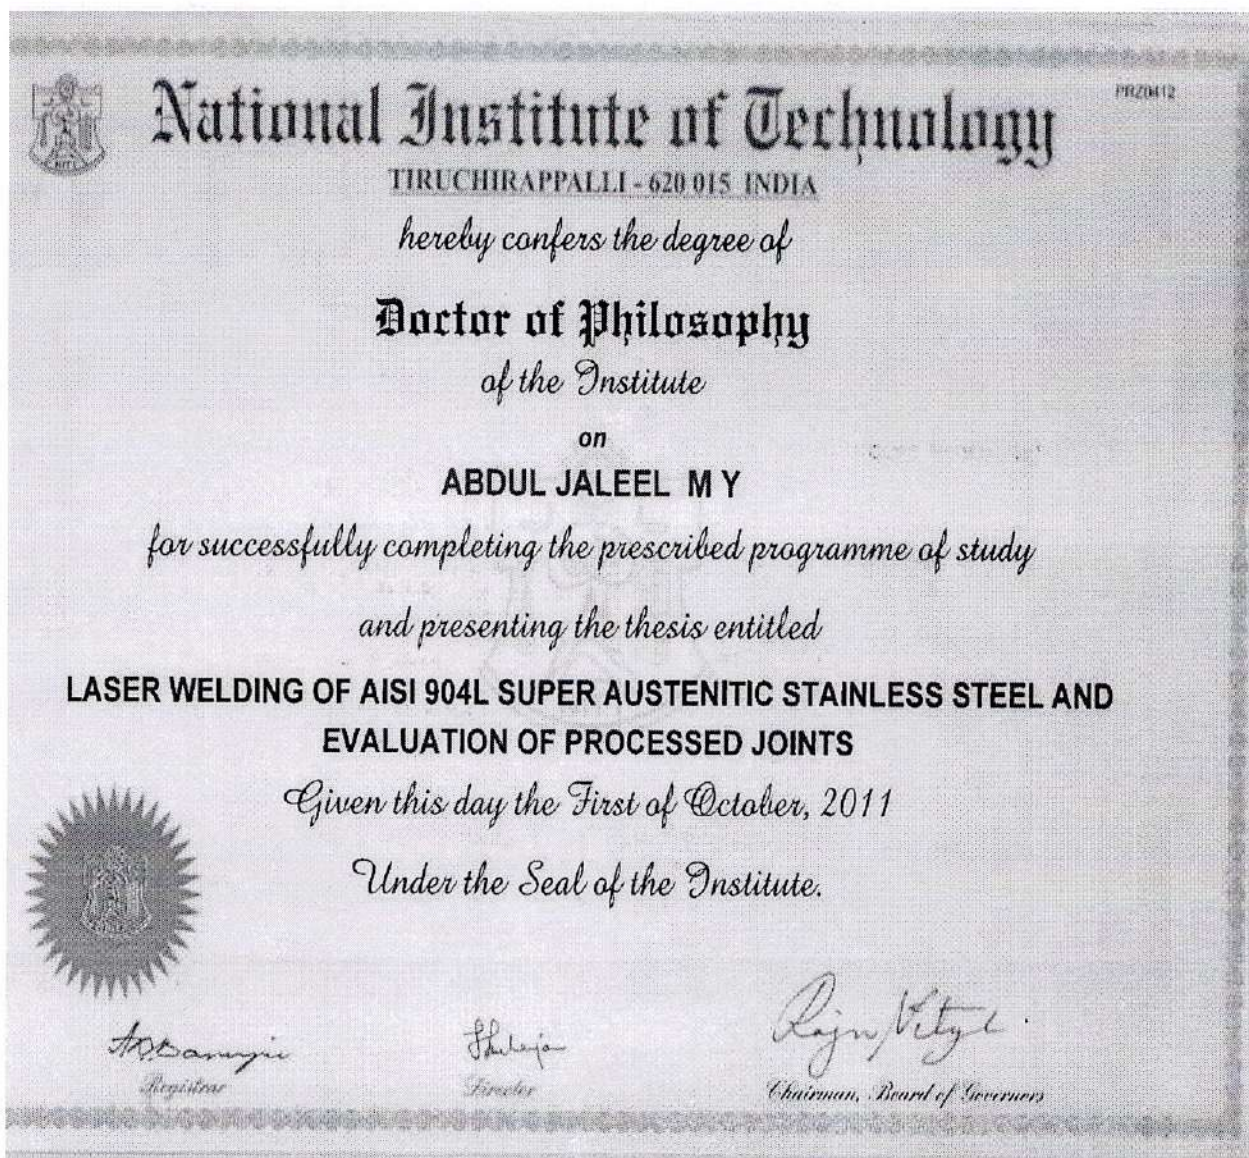 PRZ0412
National Institute of Technology
TIRUCHIRAPPALLI - 620 015 INDIA
hereby confers the degree of
Doctor of Philosophy
of the Institute
on
ABDUL JALEEL M Y
for successfully completing the prescribed programme of study
and presenting the thesis entitled
LASER WELDING OF AISI 904L SUPER AUSTENITIC STAINLESS STEEL AND
EVALUATION OF PROCESSED JOINTS
Given this day the First of October, 2011
Under the Seal of the Institute.
Registrar
Director
Chairman, Board of Governors